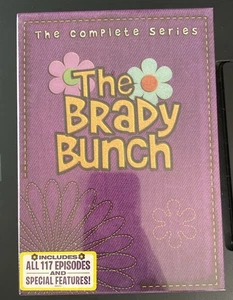 The Complete Series
The
BRADY
BUNCH
INCLUDES
ALL 117 EPISODES
AND
SPECIAL FEATURES!